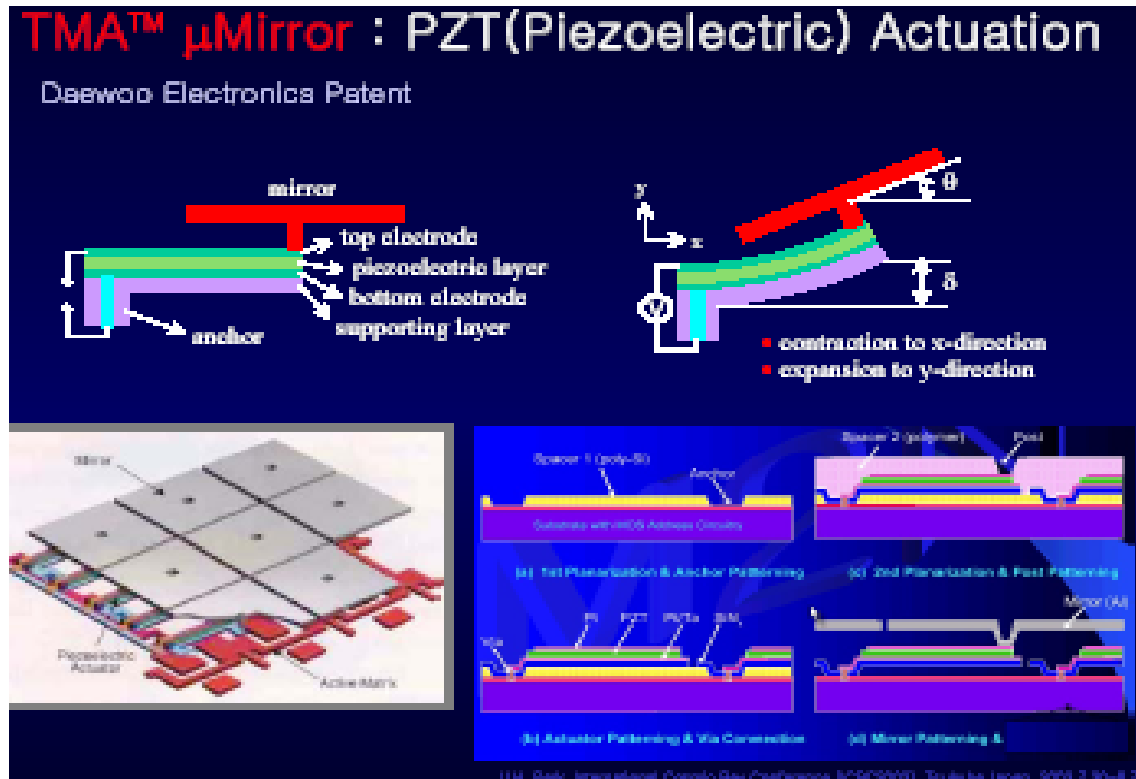 TMA™ μMirror : PZT(Piezoelectric) Actuation
Daewoo Electronics Patent
mirror
top electrode
piezoelectric layer
bottom electrode
supporting layer
anchor
y
x
θ
δ
V
• contraction to x-direction
• expansion to y-direction
Mirror
Piezoelectric
Actuator
Active Matrix
Spacer 1 (poly-Si)
Anchor
Substrate with MOS Address Circuitry
(a) 1st Planarization & Anchor Patterning
Spacer 2 (polymer)
Post
(c) 2nd Planarization & Post Patterning
Via
Pt
PZT
Pt/Ta
(b) Actuator Patterning & Via Connection
Mirror (Al)
(d) Mirror Patterning &